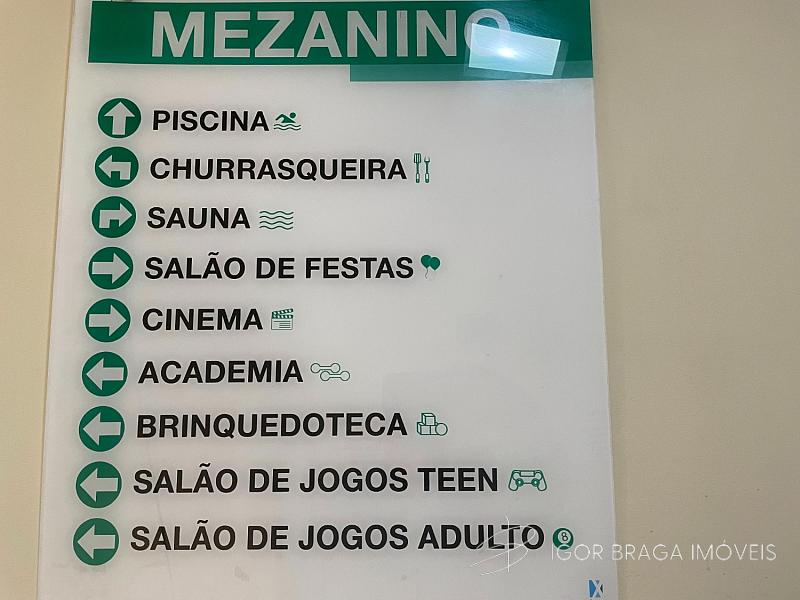 MEZANINO
PISCINA
CHURRASQUEIRA
SAUNA
SALÃO DE FESTAS
CINEMA
ACADEMIA
BRINQUEDOTECA
SALÃO DE JOGOS TEEN
SALÃO DE JOGOS ADULTO 8
IGOR BRAGA IMÓVEIS